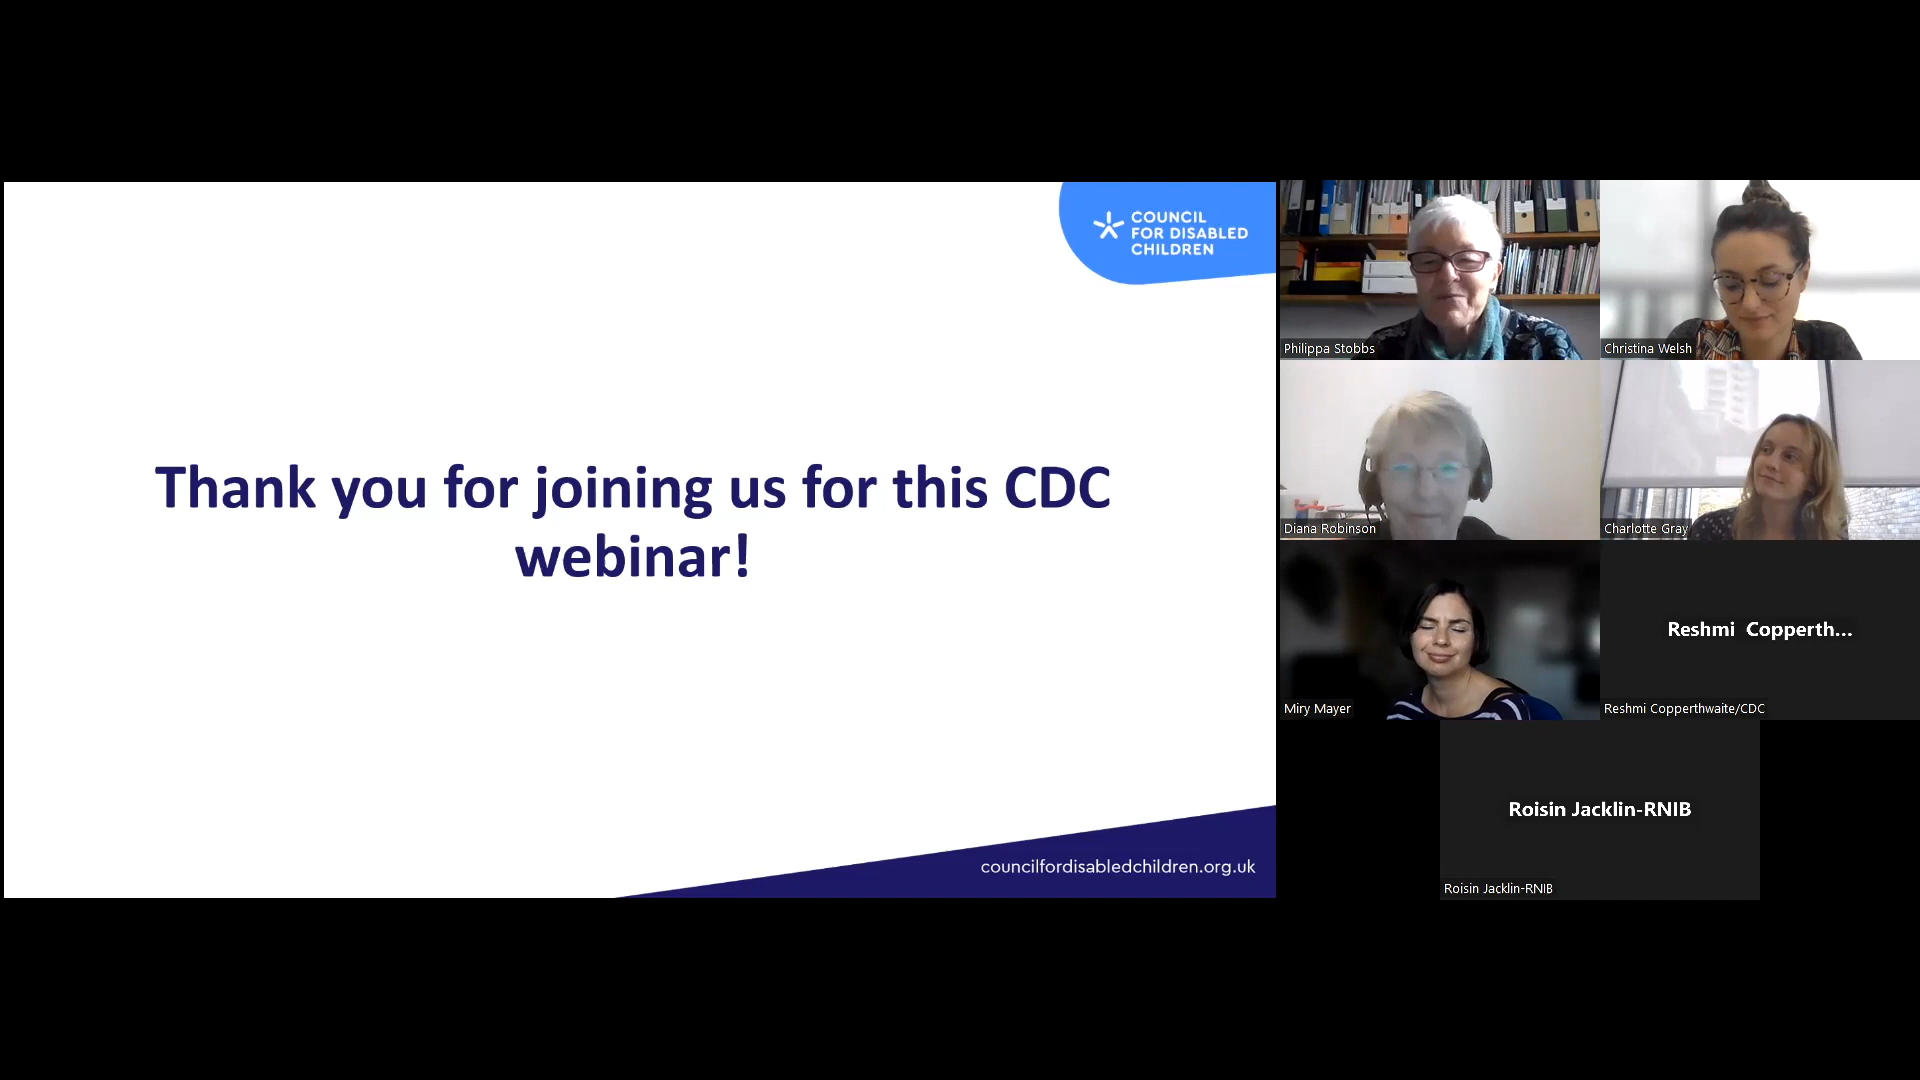 COUNCIL
FOR DISABLED
CHILDREN
Thank you for joining us for this CDC
webinar!
councilfordisabledchildren.org.uk
Philippa Stobbs
Christina Welsh
Diana Robinson
Charlotte Gray
Miry Mayer
Reshmi Copperth...
Reshmi Copperthwaite/CDC
Roisin Jacklin-RNIB
Roisin Jacklin-RNIB